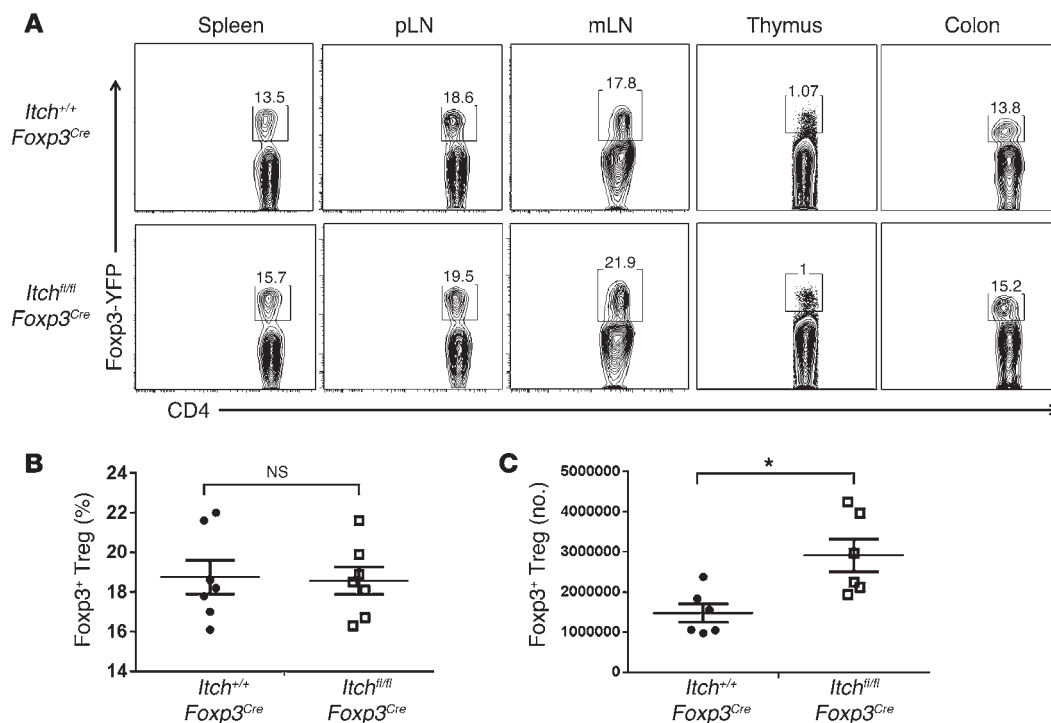 A
Spleen pLN mLN Thymus Colon
Itch+/+
Foxp3Cre
13.5 18.6 17.8 1.07 13.8
Itchfl/fl
Foxp3Cre
15.7 19.5 21.9 1 15.2
Foxp3-YFP
CD4
B
Foxp3+ Treg (%)
24
22
20
18
16
14
NS
Itch+/+ Itchfl/fl
Foxp3Cre Foxp3Cre
C
Foxp3+ Treg (no.)
5000000
4000000
3000000
2000000
1000000
0
*
Itch+/+ Itchfl/fl
Foxp3Cre Foxp3Cre